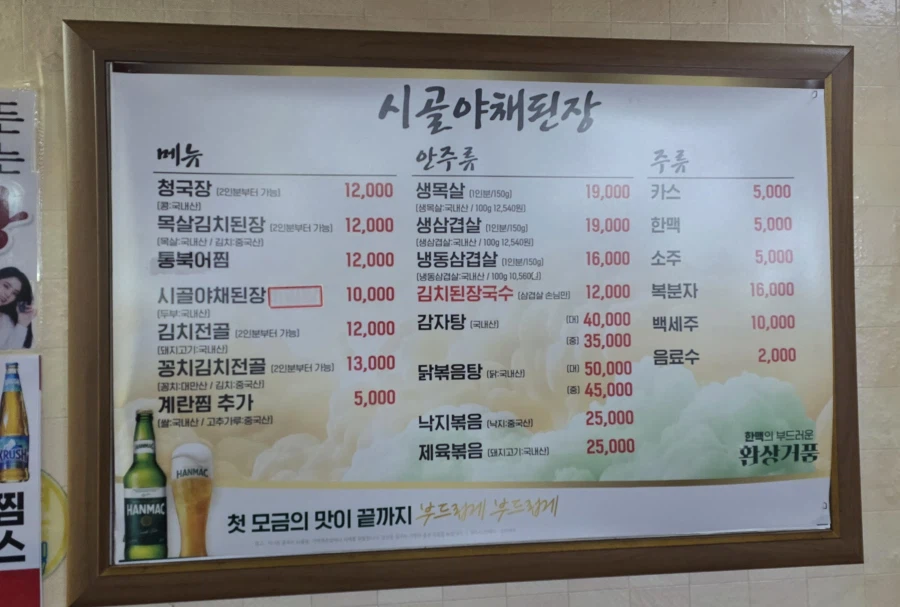 시골야채된장
메뉴
청국장 (2인분부터 가능) 12,000
(콩:국내산)
목살김치된장 (2인분부터 가능) 12,000
(목살:국내산 / 김치:중국산)
통북어찜 12,000
시골야채된장 10,000
(두부:국내산)
김치전골 (2인분부터 가능) 12,000
(돼지고기:국내산)
꽁치김치전골 (2인분부터 가능) 13,000
(꽁치:대만산 / 김치:중국산)
계란찜 추가 5,000
(쌀:국내산 / 고추가루:중국산)
안주류
생목살 (1인분/150g) 19,000
(생목살:국내산 / 100g 12,540원)
생삼겹살 (1인분/150g) 19,000
(생삼겹살:국내산 / 100g 12,540원)
냉동삼겹살 (1인분/150g) 16,000
(냉동삼겹살:국내산 / 100g 10,560
김치된장국수 (삼겹살 손님만) 12,000
감자탕 (국내산) (대) 40,000
(중) 35,000
닭볶음탕 (닭:국내산) (대) 50,000
(중) 45,000
낙지볶음 (낙지:중국산) 25,000
제육볶음 (돼지고기:국내산) 25,000
주류
카스 5,000
한맥 5,000
소주 5,000
복분자 16,000
백세주 10,000
음료수 2,000
한맥의 부드러운
환상거품
HANMAC
HANMAC
첫 모금의 맛이 끝까지 부드럽게 부드럽게
든
는
KRUSH
찜
스